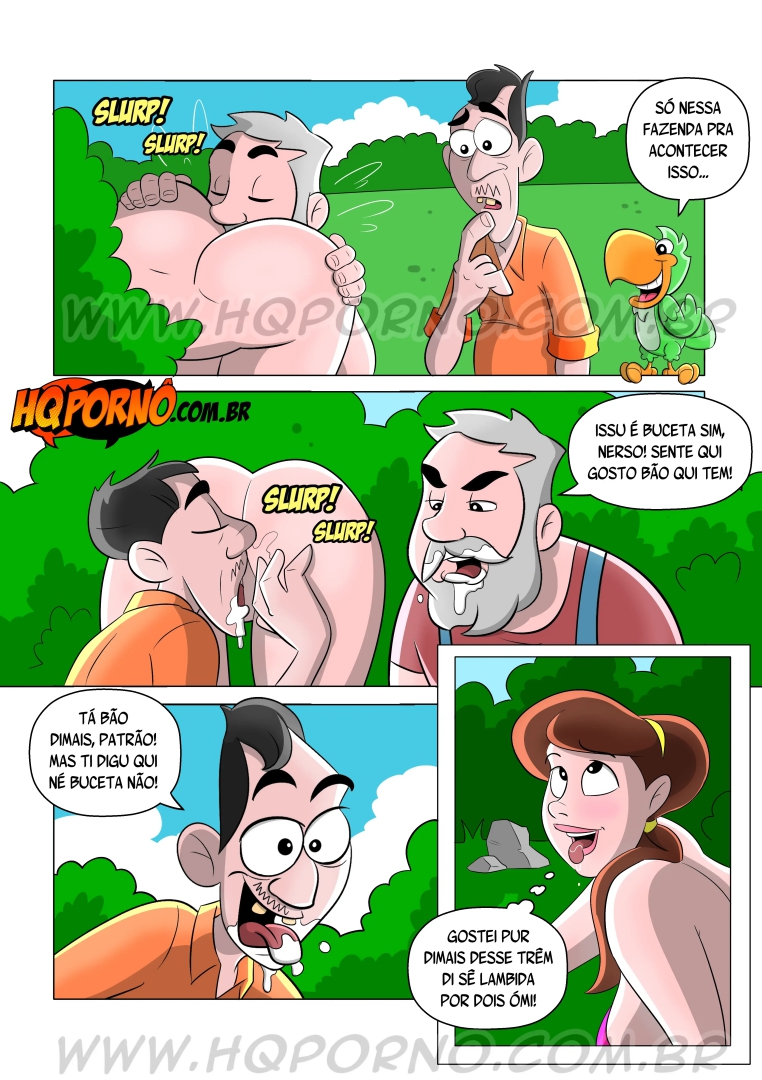 SLURP!
SLURP!
SÓ NESSA
FAZENDA PRA
ACONTECER
ISSO...
WWW.HQPORNO.COM.BR
HQPORNÔ.COM.BR
ISSU É BUCETA SIM,
NERSO! SENTE QUI
GOSTO BÃO QUI TEM!
SLURP!
SLURP!
TÁ BÃO
DIMAIS, PATRÃO!
MAS TI DIGU QUI
NÉ BUCETA NÃO!
GOSTEI PUR
DIMAIS DESSE TRÊM
DI SÊ LAMBIDA
POR DOIS ÓMI!
WWW.HQPORNO.COM.BR